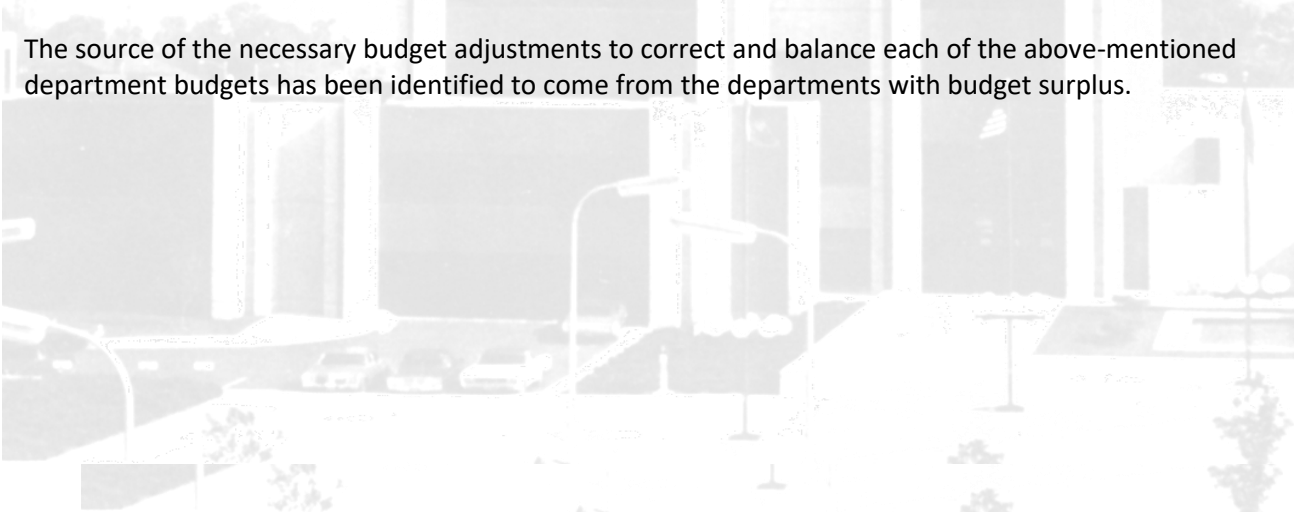 The source of the necessary budget adjustments to correct and balance each of the above-mentioned
department budgets has been identified to come from the departments with budget surplus.